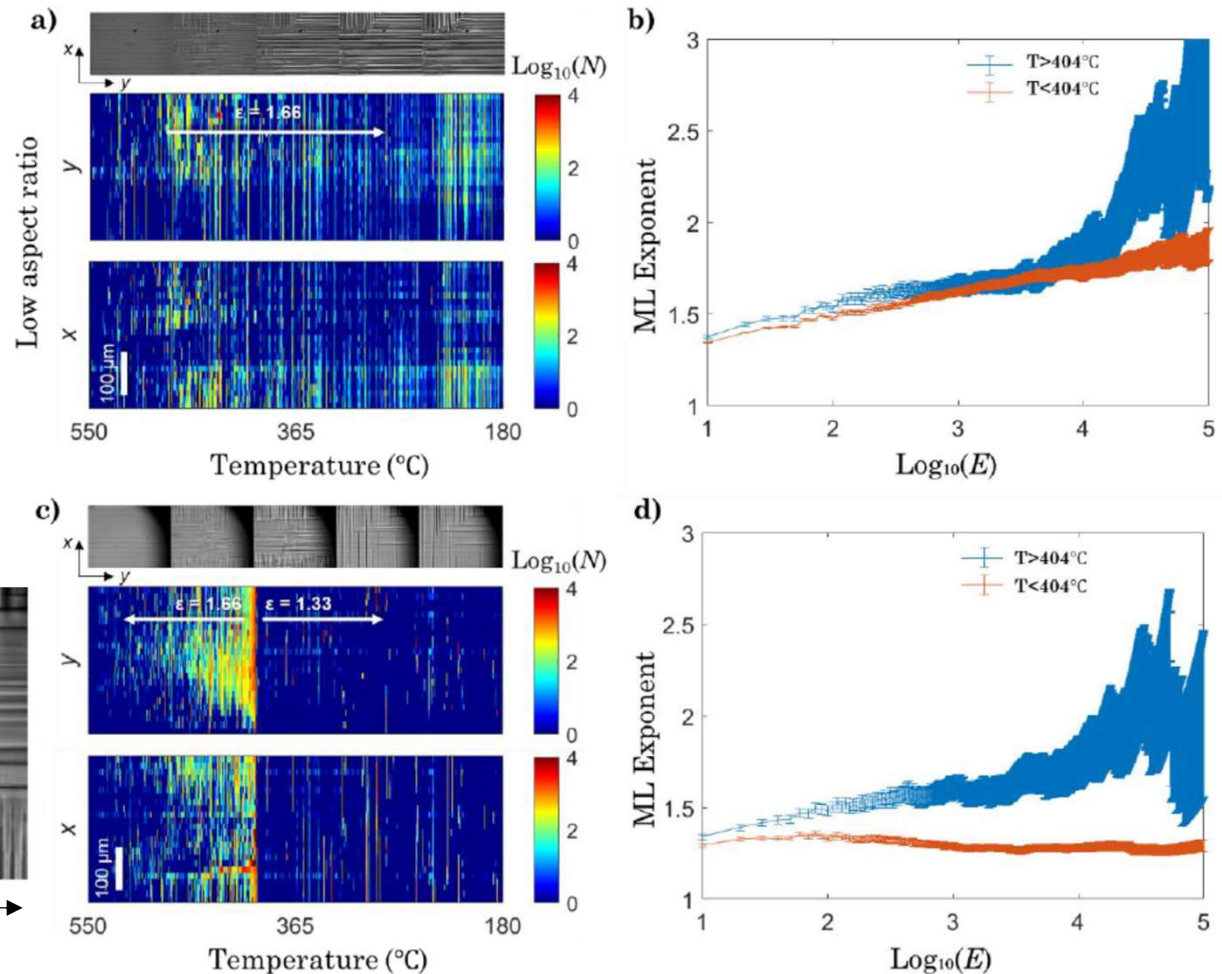 a)
x
y
Log₁₀(N)
Low aspect ratio
y
ε = 1.66
4
2
0
x
100 µm
4
2
0
550 365 180
Temperature (°C)
b)
3
2.5
2
1.5
1
ML Exponent
T>404°C
T<404°C
1 2 3 4 5
Log₁₀(E)
c)
x
y
Log₁₀(N)
y
ε = 1.66 ε = 1.33
4
2
0
x
100 µm
4
2
0
550 365 180
Temperature (°C)
d)
3
2.5
2
1.5
1
ML Exponent
T>404°C
T<404°C
1 2 3 4 5
Log₁₀(E)